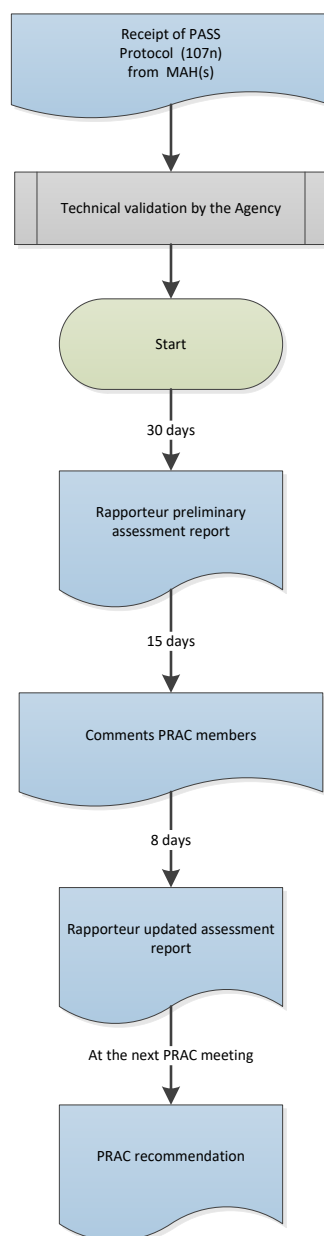 Receipt of PASS
Protocol (107n)
from MAH(s)
Technical validation by the Agency
Start
30 days
Rapporteur preliminary
assessment report
15 days
Comments PRAC members
8 days
Rapporteur updated assessment
report
At the next PRAC meeting
PRAC recommendation